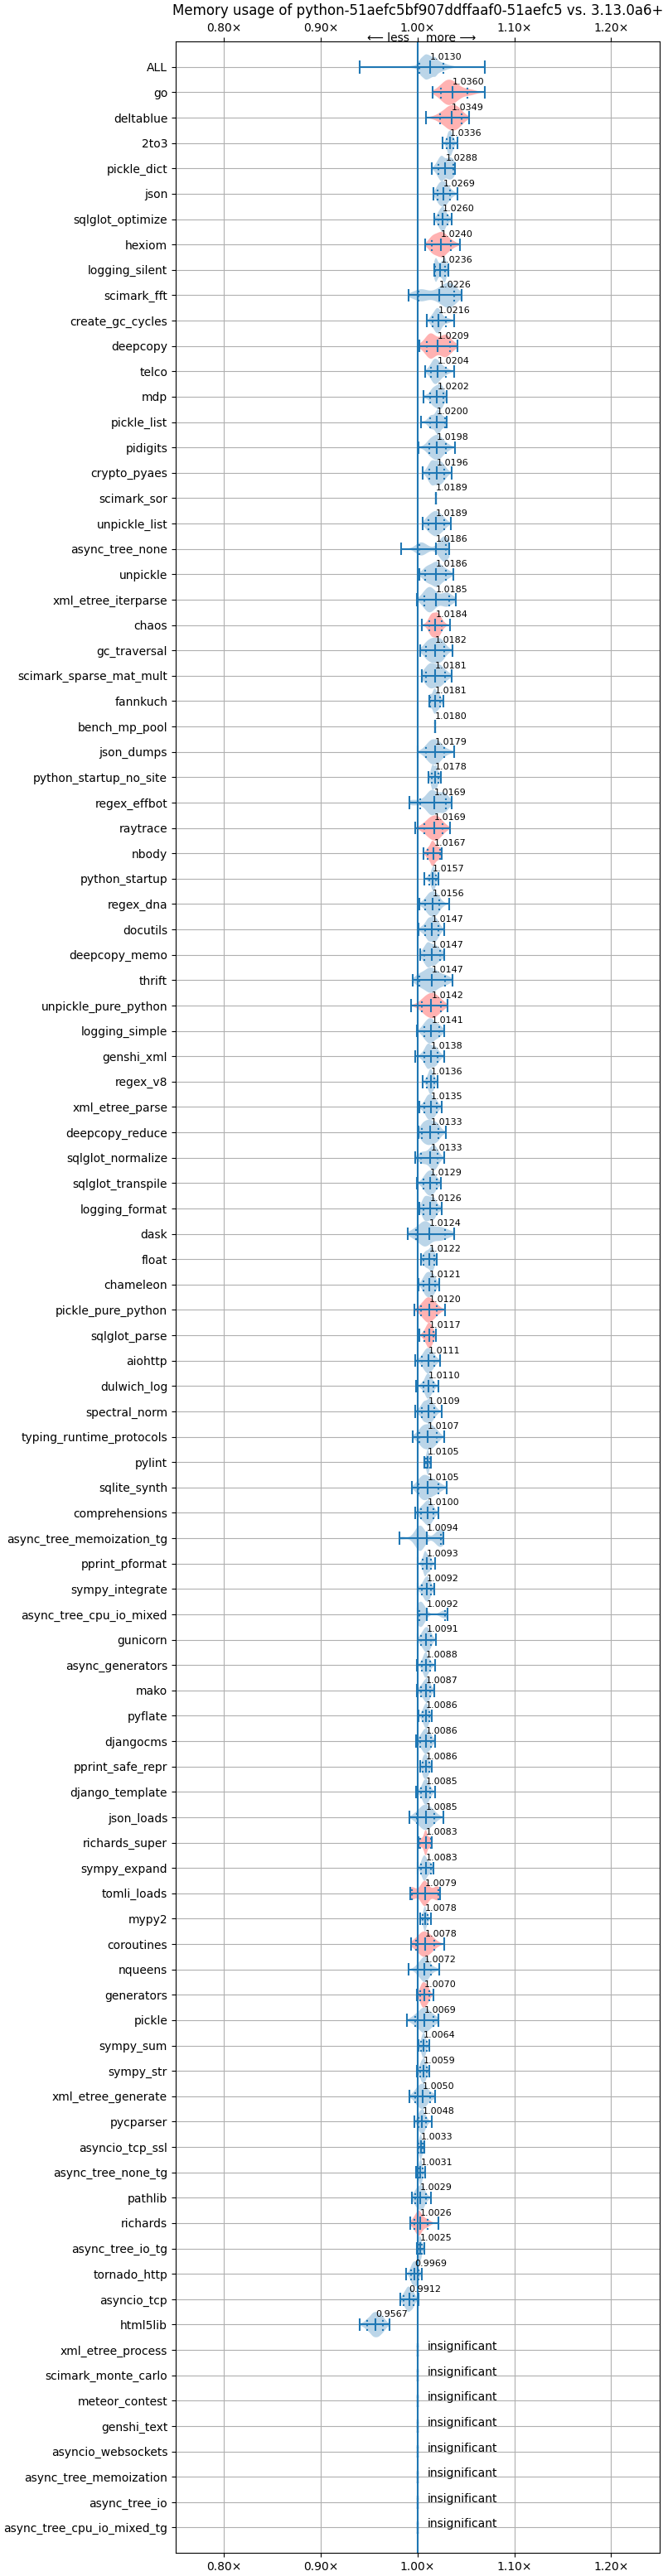 Memory usage of python-51aefc5bf907ddffaaf0-51aefc5 vs. 3.13.0a6+
0.80× 0.90× 1.00× 1.10× 1.20×
⟵ less more ⟶
ALL 1.0130
go 1.0360
deltablue 1.0349
2to3 1.0336
pickle_dict 1.0288
json 1.0269
sqlglot_optimize 1.0260
hexiom 1.0240
logging_silent 1.0236
scimark_fft 1.0226
create_gc_cycles 1.0216
deepcopy 1.0209
telco 1.0204
mdp 1.0202
pickle_list 1.0200
pidigits 1.0198
crypto_pyaes 1.0196
scimark_sor 1.0189
unpickle_list 1.0189
async_tree_none 1.0186
unpickle 1.0186
xml_etree_iterparse 1.0185
chaos 1.0184
gc_traversal 1.0182
scimark_sparse_mat_mult 1.0181
fannkuch 1.0181
bench_mp_pool 1.0180
json_dumps 1.0179
python_startup_no_site 1.0178
regex_effbot 1.0169
raytrace 1.0169
nbody 1.0167
python_startup 1.0157
regex_dna 1.0156
docutils 1.0147
deepcopy_memo 1.0147
thrift 1.0147
unpickle_pure_python 1.0142
logging_simple 1.0141
genshi_xml 1.0138
regex_v8 1.0136
xml_etree_parse 1.0135
deepcopy_reduce 1.0133
sqlglot_normalize 1.0133
sqlglot_transpile 1.0129
logging_format 1.0126
dask 1.0124
float 1.0122
chameleon 1.0121
pickle_pure_python 1.0120
sqlglot_parse 1.0117
aiohttp 1.0111
dulwich_log 1.0110
spectral_norm 1.0109
typing_runtime_protocols 1.0107
pylint 1.0105
sqlite_synth 1.0105
comprehensions 1.0100
async_tree_memoization_tg 1.0094
pprint_pformat 1.0093
sympy_integrate 1.0092
async_tree_cpu_io_mixed 1.0092
gunicorn 1.0091
async_generators 1.0088
mako 1.0087
pyflate 1.0086
djangocms 1.0086
pprint_safe_repr 1.0086
django_template 1.0085
json_loads 1.0085
richards_super 1.0083
sympy_expand 1.0083
tomli_loads 1.0079
mypy2 1.0078
coroutines 1.0078
nqueens 1.0072
generators 1.0070
pickle 1.0069
sympy_sum 1.0064
sympy_str 1.0059
xml_etree_generate 1.0050
pycparser 1.0048
asyncio_tcp_ssl 1.0033
async_tree_none_tg 1.0031
pathlib 1.0029
richards 1.0026
async_tree_io_tg 1.0025
tornado_http 0.9969
asyncio_tcp 0.9912
html5lib 0.9567
xml_etree_process insignificant
scimark_monte_carlo insignificant
meteor_contest insignificant
genshi_text insignificant
asyncio_websockets insignificant
async_tree_memoization insignificant
async_tree_io insignificant
async_tree_cpu_io_mixed_tg insignificant
0.80× 0.90× 1.00× 1.10× 1.20×